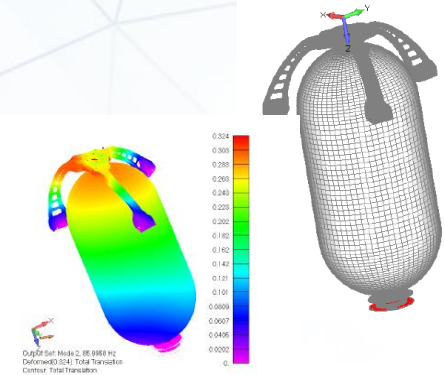 X
Y
Z
0.324
0.303
0.283
0.263
0.243
0.223
0.202
0.182
0.162
0.142
0.121
0.101
0.0809
0.0607
0.0405
0.0202
0.
X
Output Set: Mode 2, 85.9958 Hz
Deformed(0.324): Total Translation
Contour: Total Translation